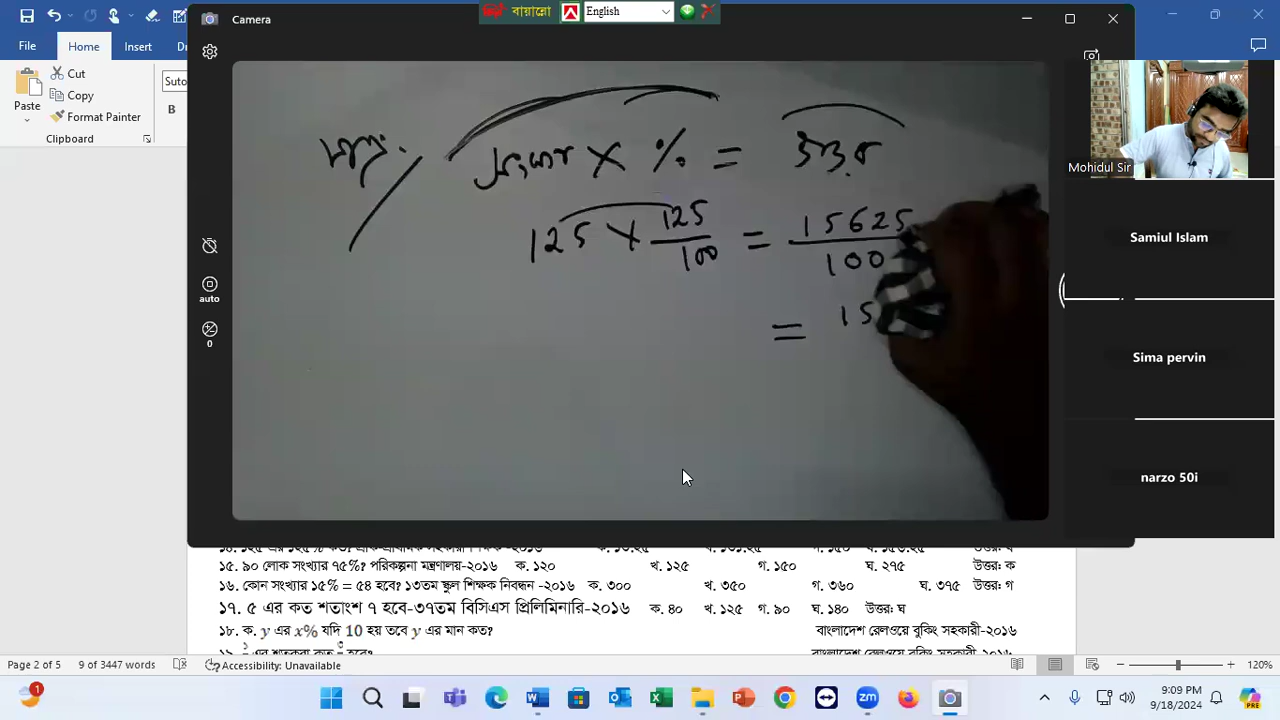 বায়ান্নো English
Camera
File Home Insert
Cut
Copy
Paste Format Painter
Clipboard
B
auto
0
× % =
125 × 125/100 = 15625/100
= 15
Mohidul Sir
Samiul Islam
Sima pervin
narzo 50i
১৫. ৯০ লোক সংখ্যার ৭৫%? পরিকল্পনা মন্ত্রণালয়-২০১৬ ক. ১২০ খ. ১২৫ গ. ১৫০ ঘ. ২৭৫ উত্তর: ক
১৬. কোন সংখ্যার ১৫% = ৫৪ হবে? ১৩তম স্কুল শিক্ষক নিবন্ধন -২০১৬ ক. ৩০০ খ. ৩৫০ গ. ৩৬০ ঘ. ৩৭৫ উত্তর: গ
১৭. ৫ এর কত শতাংশ ৭ হবে-৩৭তম বিসিএস প্রিলিমিনারি-২০১৬ ক. ৪০ খ. ১২৫ গ. ৯০ ঘ. ১৪০ উত্তর: ঘ
১৮. ক. y এর x% যদি 10 হয় তবে y এর মান কত? বাংলাদেশ রেলওয়ে বুকিং সহকারী-২০১৬
Page 2 of 5 9 of 3447 words Accessibility: Unavailable 120%
1 9:09 PM
9/18/2024